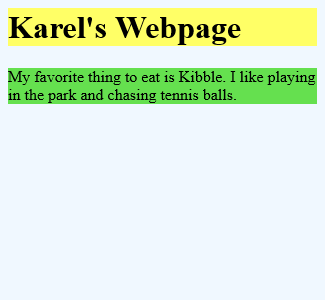 Karel's Webpage
My favorite thing to eat is Kibble. I like playing
in the park and chasing tennis balls.